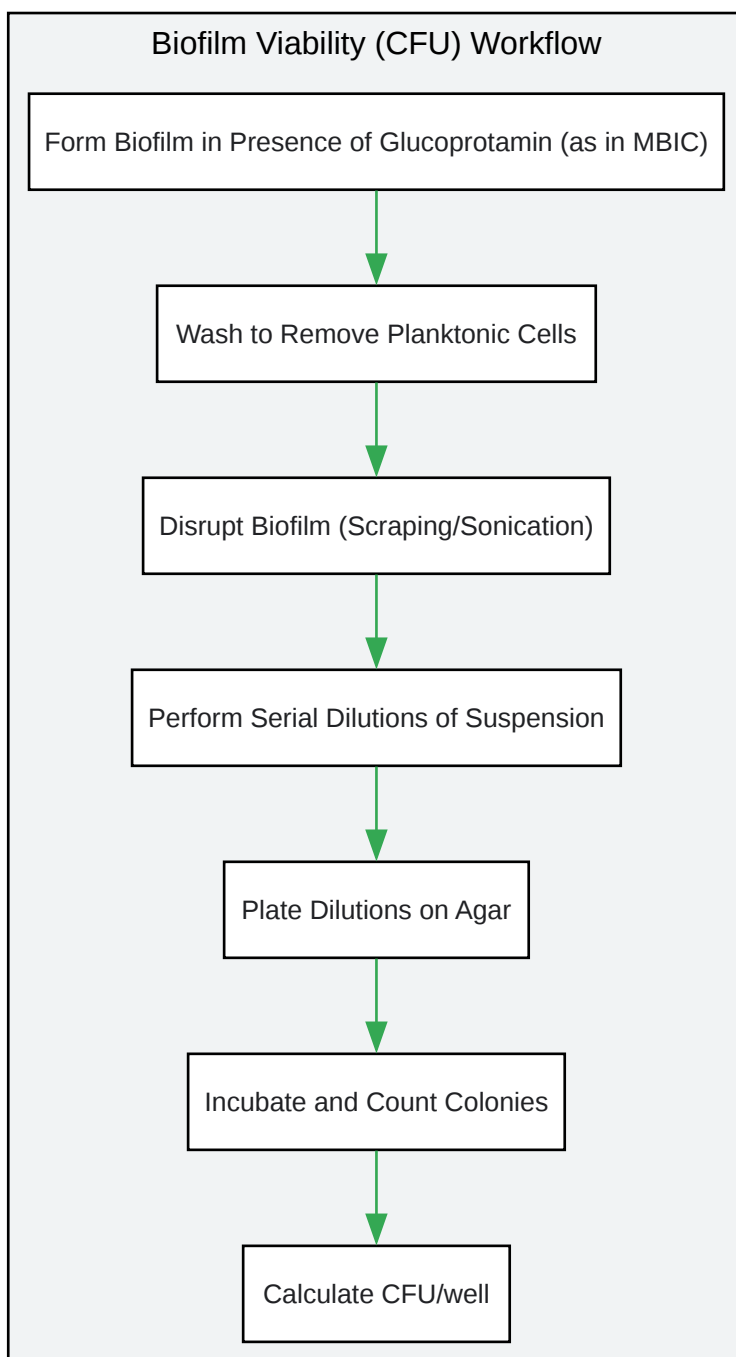 Biofilm Viability (CFU) Workflow
Form Biofilm in Presence of Glucoprotamin (as in MBIC)
Wash to Remove Planktonic Cells
Disrupt Biofilm (Scraping/Sonication)
Perform Serial Dilutions of Suspension
Plate Dilutions on Agar
Incubate and Count Colonies
Calculate CFU/well